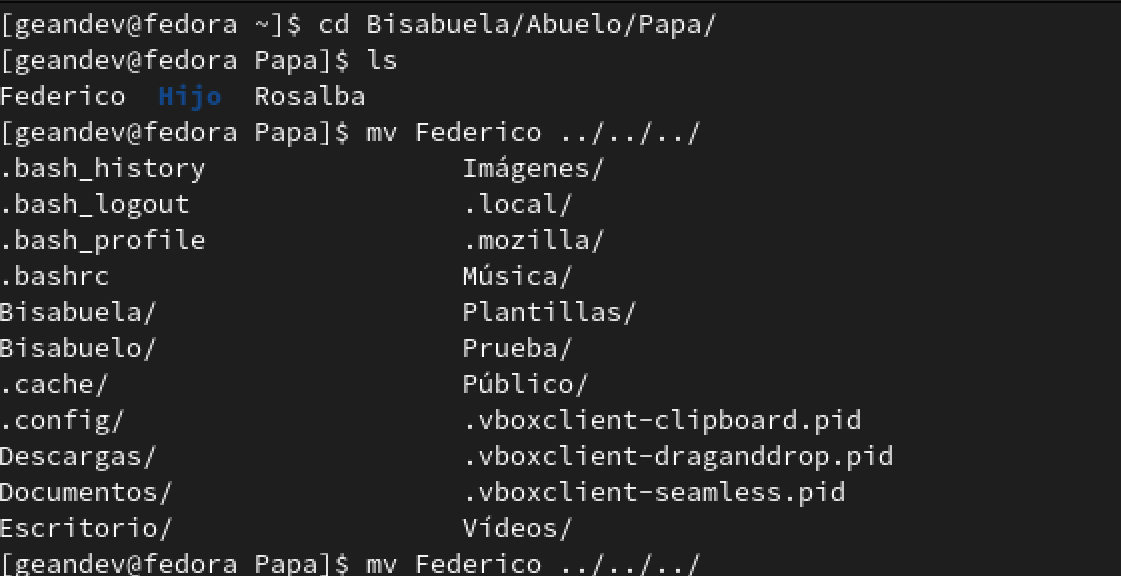 [geandev@fedora ~]$ cd Bisabuela/Abuelo/Papa/
[geandev@fedora Papa]$ ls
Federico  Hijo  Rosalba
[geandev@fedora Papa]$ mv Federico ../../../
.bash_history                Imágenes/
.bash_logout                 .local/
.bash_profile                .mozilla/
.bashrc                      Música/
Bisabuela/                   Plantillas/
Bisabuelo/                   Prueba/
.cache/                      Público/
.config/                     .vboxclient-clipboard.pid
Descargas/                   .vboxclient-draganddrop.pid
Documentos/                  .vboxclient-seamless.pid
Escritorio/                  Vídeos/
[geandev@fedora Papa]$ mv Federico ../../../